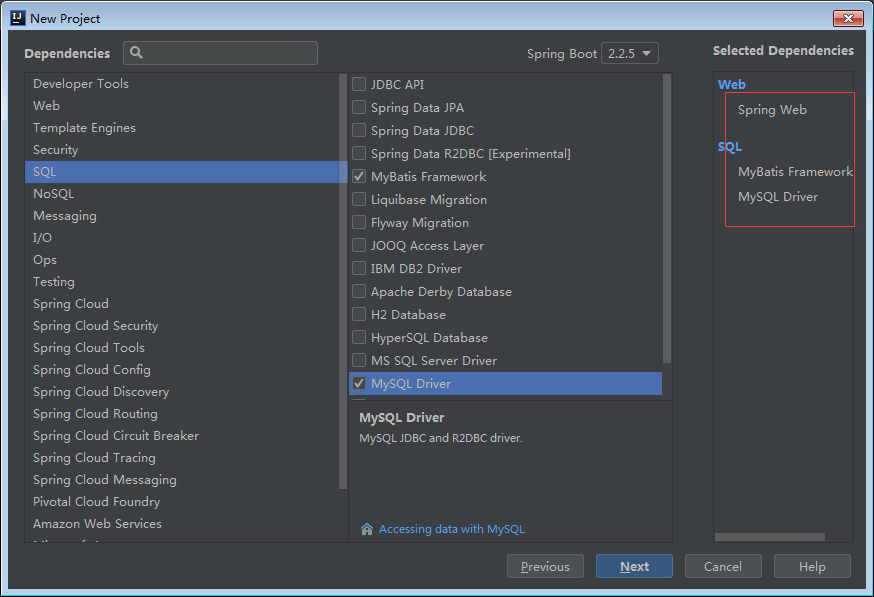 New Project
Dependencies
Spring Boot 2.2.5
Selected Dependencies
Developer Tools
Web
Template Engines
Security
SQL
NoSQL
Messaging
I/O
Ops
Testing
Spring Cloud
Spring Cloud Security
Spring Cloud Tools
Spring Cloud Config
Spring Cloud Discovery
Spring Cloud Routing
Spring Cloud Circuit Breaker
Spring Cloud Tracing
Spring Cloud Messaging
Pivotal Cloud Foundry
Amazon Web Services
JDBC API
Spring Data JPA
Spring Data JDBC
Spring Data R2DBC [Experimental]
MyBatis Framework
Liquibase Migration
Flyway Migration
JOOQ Access Layer
IBM DB2 Driver
Apache Derby Database
H2 Database
HyperSQL Database
MS SQL Server Driver
MySQL Driver
MySQL Driver
MySQL JDBC and R2DBC driver.
Accessing data with MySQL
Web
Spring Web
SQL
MyBatis Framework
MySQL Driver
Previous
Next
Cancel
Help